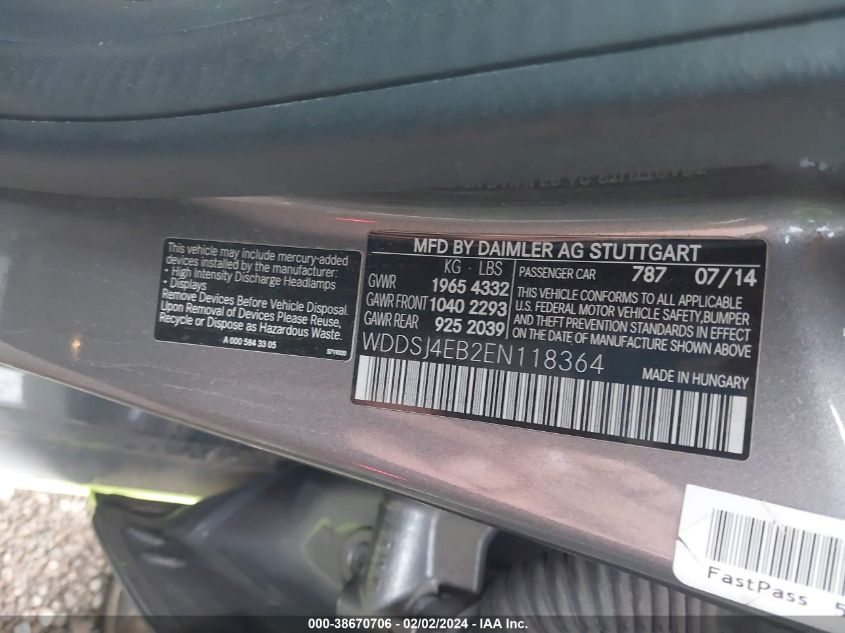 This vehicle may include mercury-added
devices installed by the manufacturer:
- High Intensity Discharge Headlamps
- Displays
Remove Devices Before Vehicle Disposal.
Upon Removal of Devices Please Reuse,
Recycle or Dispose as Hazardous Waste.
A 000 584 33 05
MFD BY DAIMLER AG STUTTGART
KG LBS
GVWR 1965 4332
GAWR FRONT 1040 2293
GAWR REAR 925 2039
PASSENGER CAR 787 07/14
THIS VEHICLE CONFORMS TO ALL APPLICABLE
U.S. FEDERAL MOTOR VEHICLE SAFETY,BUMPER
AND THEFT PREVENTION STANDARDS IN EFFECT
ON THE DATE OF MANUFACTURE SHOWN ABOVE
WDDSJ4EB2EN118364
MADE IN HUNGARY
FastPass 5
000-38670706 - 02/02/2024 - IAA Inc.